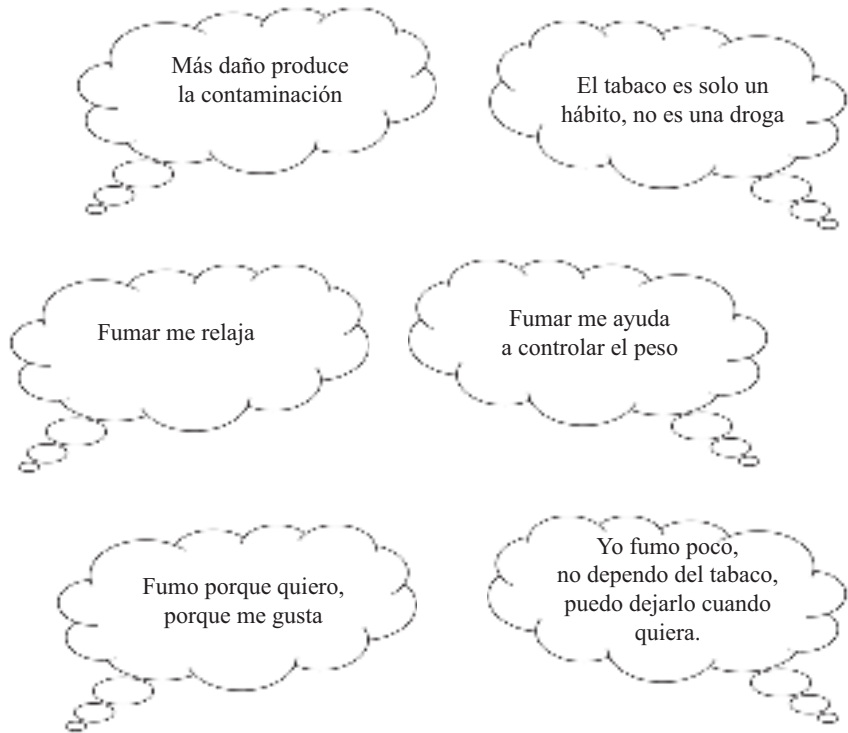 Más daño produce
la contaminación
El tabaco es solo un
hábito, no es una droga
Fumar me relaja
Fumar me ayuda
a controlar el peso
Fumo porque quiero,
porque me gusta
Yo fumo poco,
no dependo del tabaco,
puedo dejarlo cuando
quiera.